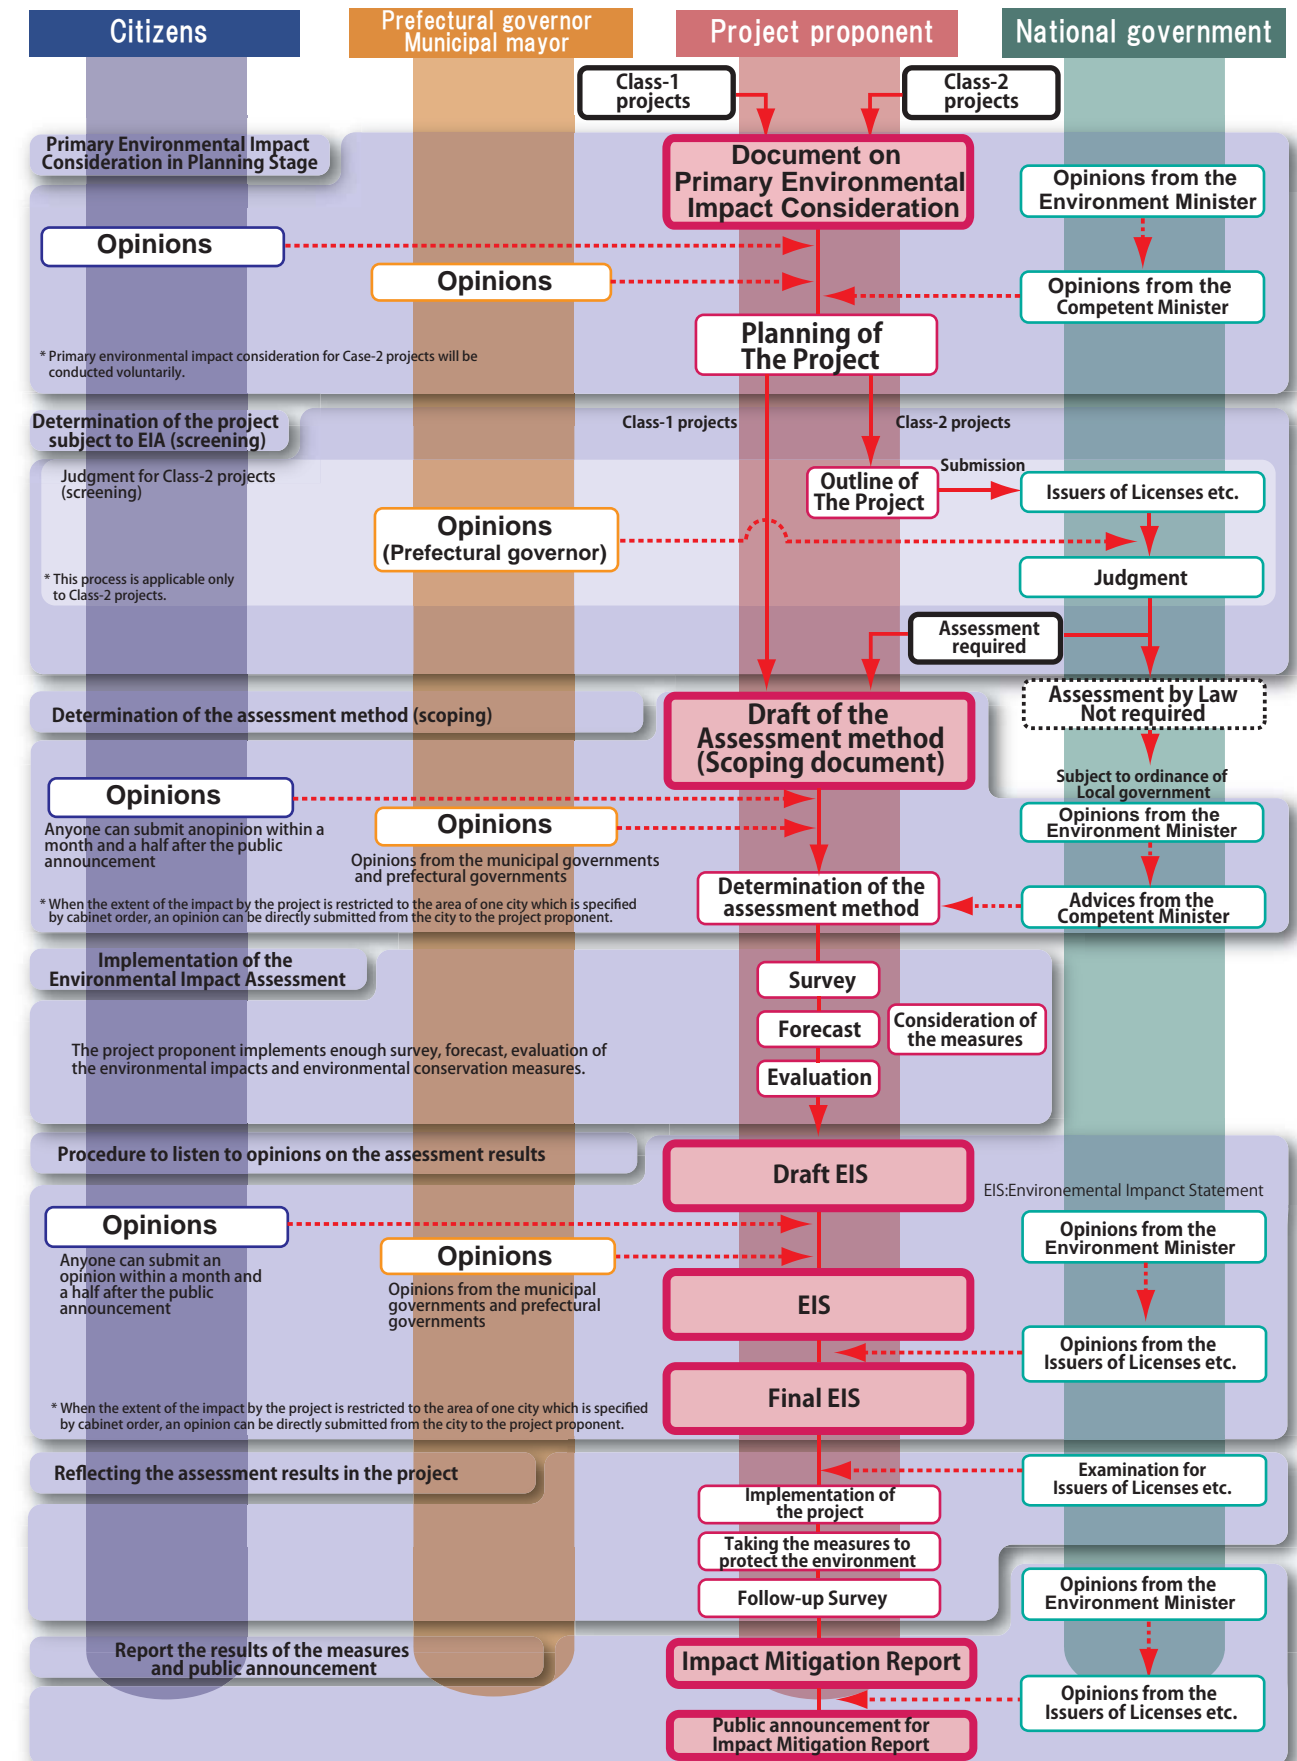 Citizens
Prefectural governor
Municipal mayor
Project proponent
National government
Class-1
projects
Class-2
projects
Primary Environmental Impact
Consideration in Planning Stage
Document on
Primary Environmental
Impact Consideration
Opinions from the
Environment Minister
Opinions
Opinions
Opinions from the
Competent Minister
Planning of
The Project
* Primary environmental impact consideration for Case-2 projects will be
conducted voluntarily.
Determination of the project
subject to EIA (screening)
Class-1 projects
Class-2 projects
Judgment for Class-2 projects
(screening)
Outline of
The Project
Submission
Issuers of Licenses etc.
Opinions
(Prefectural governor)
Judgment
* This process is applicable only
to Class-2 projects.
Assessment
required
Determination of the assessment method (scoping)
Draft of the
Assessment method
(Scoping document)
Assessment by Law
Not required
Subject to ordinance of
Local government
Opinions
Anyone can submit anopinion within a
month and a half after the public
announcement
Opinions
Opinions from the municipal governments
and prefectural governments
Opinions from the
Environment Minister
Determination of the
assessment method
Advices from the
Competent Minister
* When the extent of the impact by the project is restricted to the area of one city which is specified
by cabinet order, an opinion can be directly submitted from the city to the project proponent.
Implementation of the
Environmental Impact Assessment
Survey
Forecast
Consideration of
the measures
Evaluation
The project proponent implements enough survey, forecast, evaluation of
the environmental impacts and environmental conservation measures.
Procedure to listen to opinions on the assessment results
Draft EIS
EIS:Environemental Impanct Statement
Opinions
Anyone can submit an
opinion within a month and
a half after the public
announcement
Opinions
Opinions from the municipal
governments and prefectural
governments
Opinions from the
Environment Minister
EIS
Opinions from the
Issuers of Licenses etc.
Final EIS
* When the extent of the impact by the project is restricted to the area of one city which is specified
by cabinet order, an opinion can be directly submitted from the city to the project proponent.
Reflecting the assessment results in the project
Examination for
Issuers of Licenses etc.
Implementation of
the project
Taking the measures to
protect the environment
Follow-up Survey
Opinions from the
Environment Minister
Report the results of the measures
and public announcement
Impact Mitigation Report
Opinions from the
Issuers of Licenses etc.
Public announcement for
Impact Mitigation Report